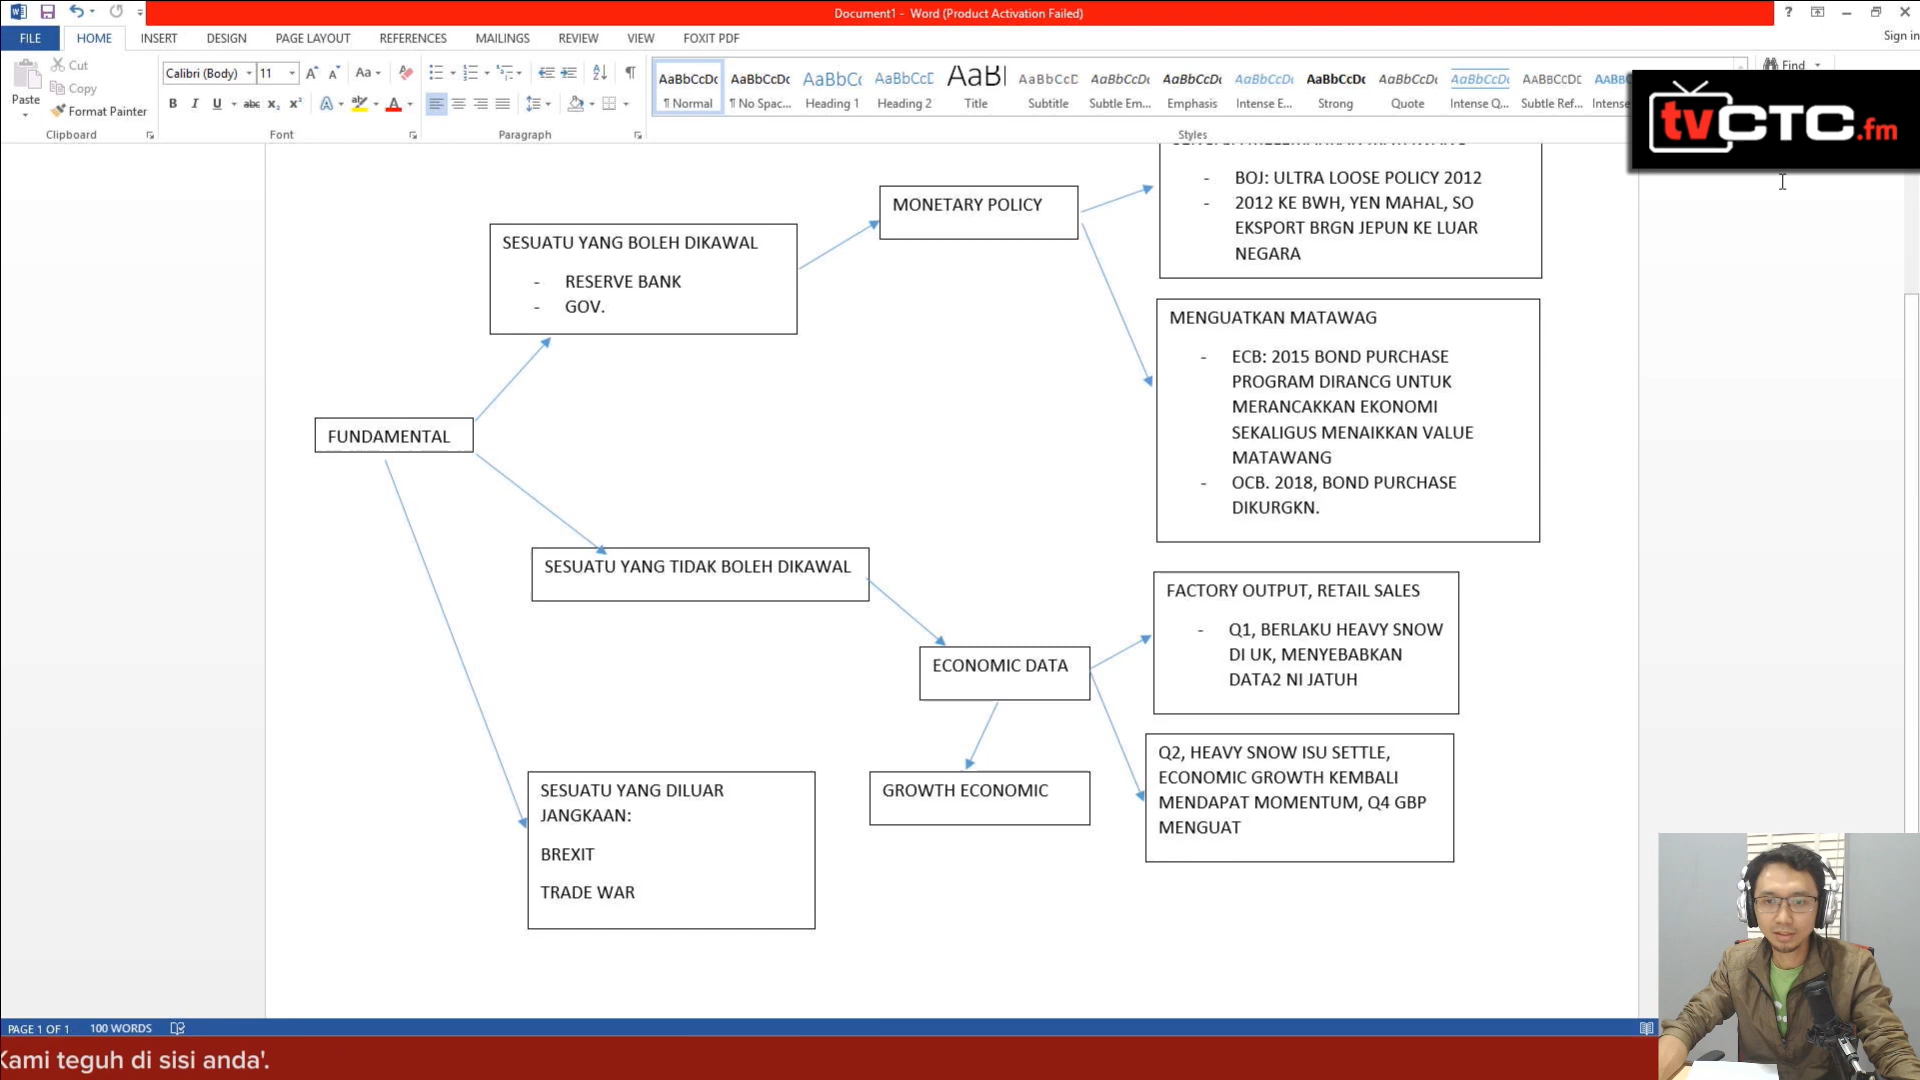 Document1 - Word (Product Activation Failed)
FILE
HOME
INSERT
DESIGN
PAGE LAYOUT
REFERENCES
MAILINGS
REVIEW
VIEW
FOXIT PDF
Sign in
Paste
Cut
Copy
Format Painter
Clipboard
Calibri (Body)
11
Font
Paragraph
AaBbCcDc
¶ Normal
AaBbCcDc
¶ No Spac...
AaBbCc
Heading 1
AaBbCcD
Heading 2
AaB
Title
AaBbCcD
Subtitle
AaBbCcDc
Subtle Em...
AaBbCcDc
Emphasis
AaBbCcDc
Intense E...
AaBbCcDc
Strong
AaBbCcDc
Quote
AaBbCcDc
Intense Q...
AABBCCDC
Subtle Ref...
AABB
Intense
Styles
Find
tvCTC.fm
MONETARY POLICY
- BOJ: ULTRA LOOSE POLICY 2012
- 2012 KE BWH, YEN MAHAL, SO
EKSPORT BRGN JEPUN KE LUAR
NEGARA
SESUATU YANG BOLEH DIKAWAL
- RESERVE BANK
- GOV.
MENGUATKAN MATAWAG
- ECB: 2015 BOND PURCHASE
PROGRAM DIRANCG UNTUK
MERANCAKKAN EKONOMI
SEKALIGUS MENAIKKAN VALUE
MATAWANG
- OCB. 2018, BOND PURCHASE
DIKURGKN.
FUNDAMENTAL
SESUATU YANG TIDAK BOLEH DIKAWAL
FACTORY OUTPUT, RETAIL SALES
- Q1, BERLAKU HEAVY SNOW
DI UK, MENYEBABKAN
DATA2 NI JATUH
ECONOMIC DATA
Q2, HEAVY SNOW ISU SETTLE,
ECONOMIC GROWTH KEMBALI
MENDAPAT MOMENTUM, Q4 GBP
MENGUAT
GROWTH ECONOMIC
SESUATU YANG DILUAR
JANGKAAN:
BREXIT
TRADE WAR
PAGE 1 OF 1
100 WORDS
Kami teguh di sisi anda'.